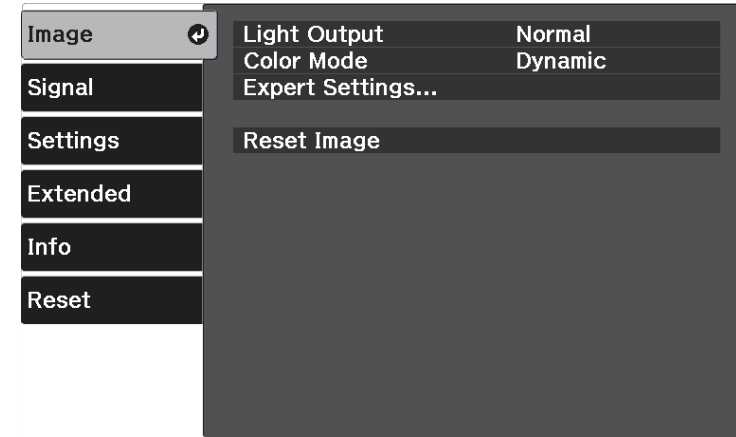 Image
Signal
Settings
Extended
Info
Reset
Light Output Normal
Color Mode Dynamic
Expert Settings...
Reset Image